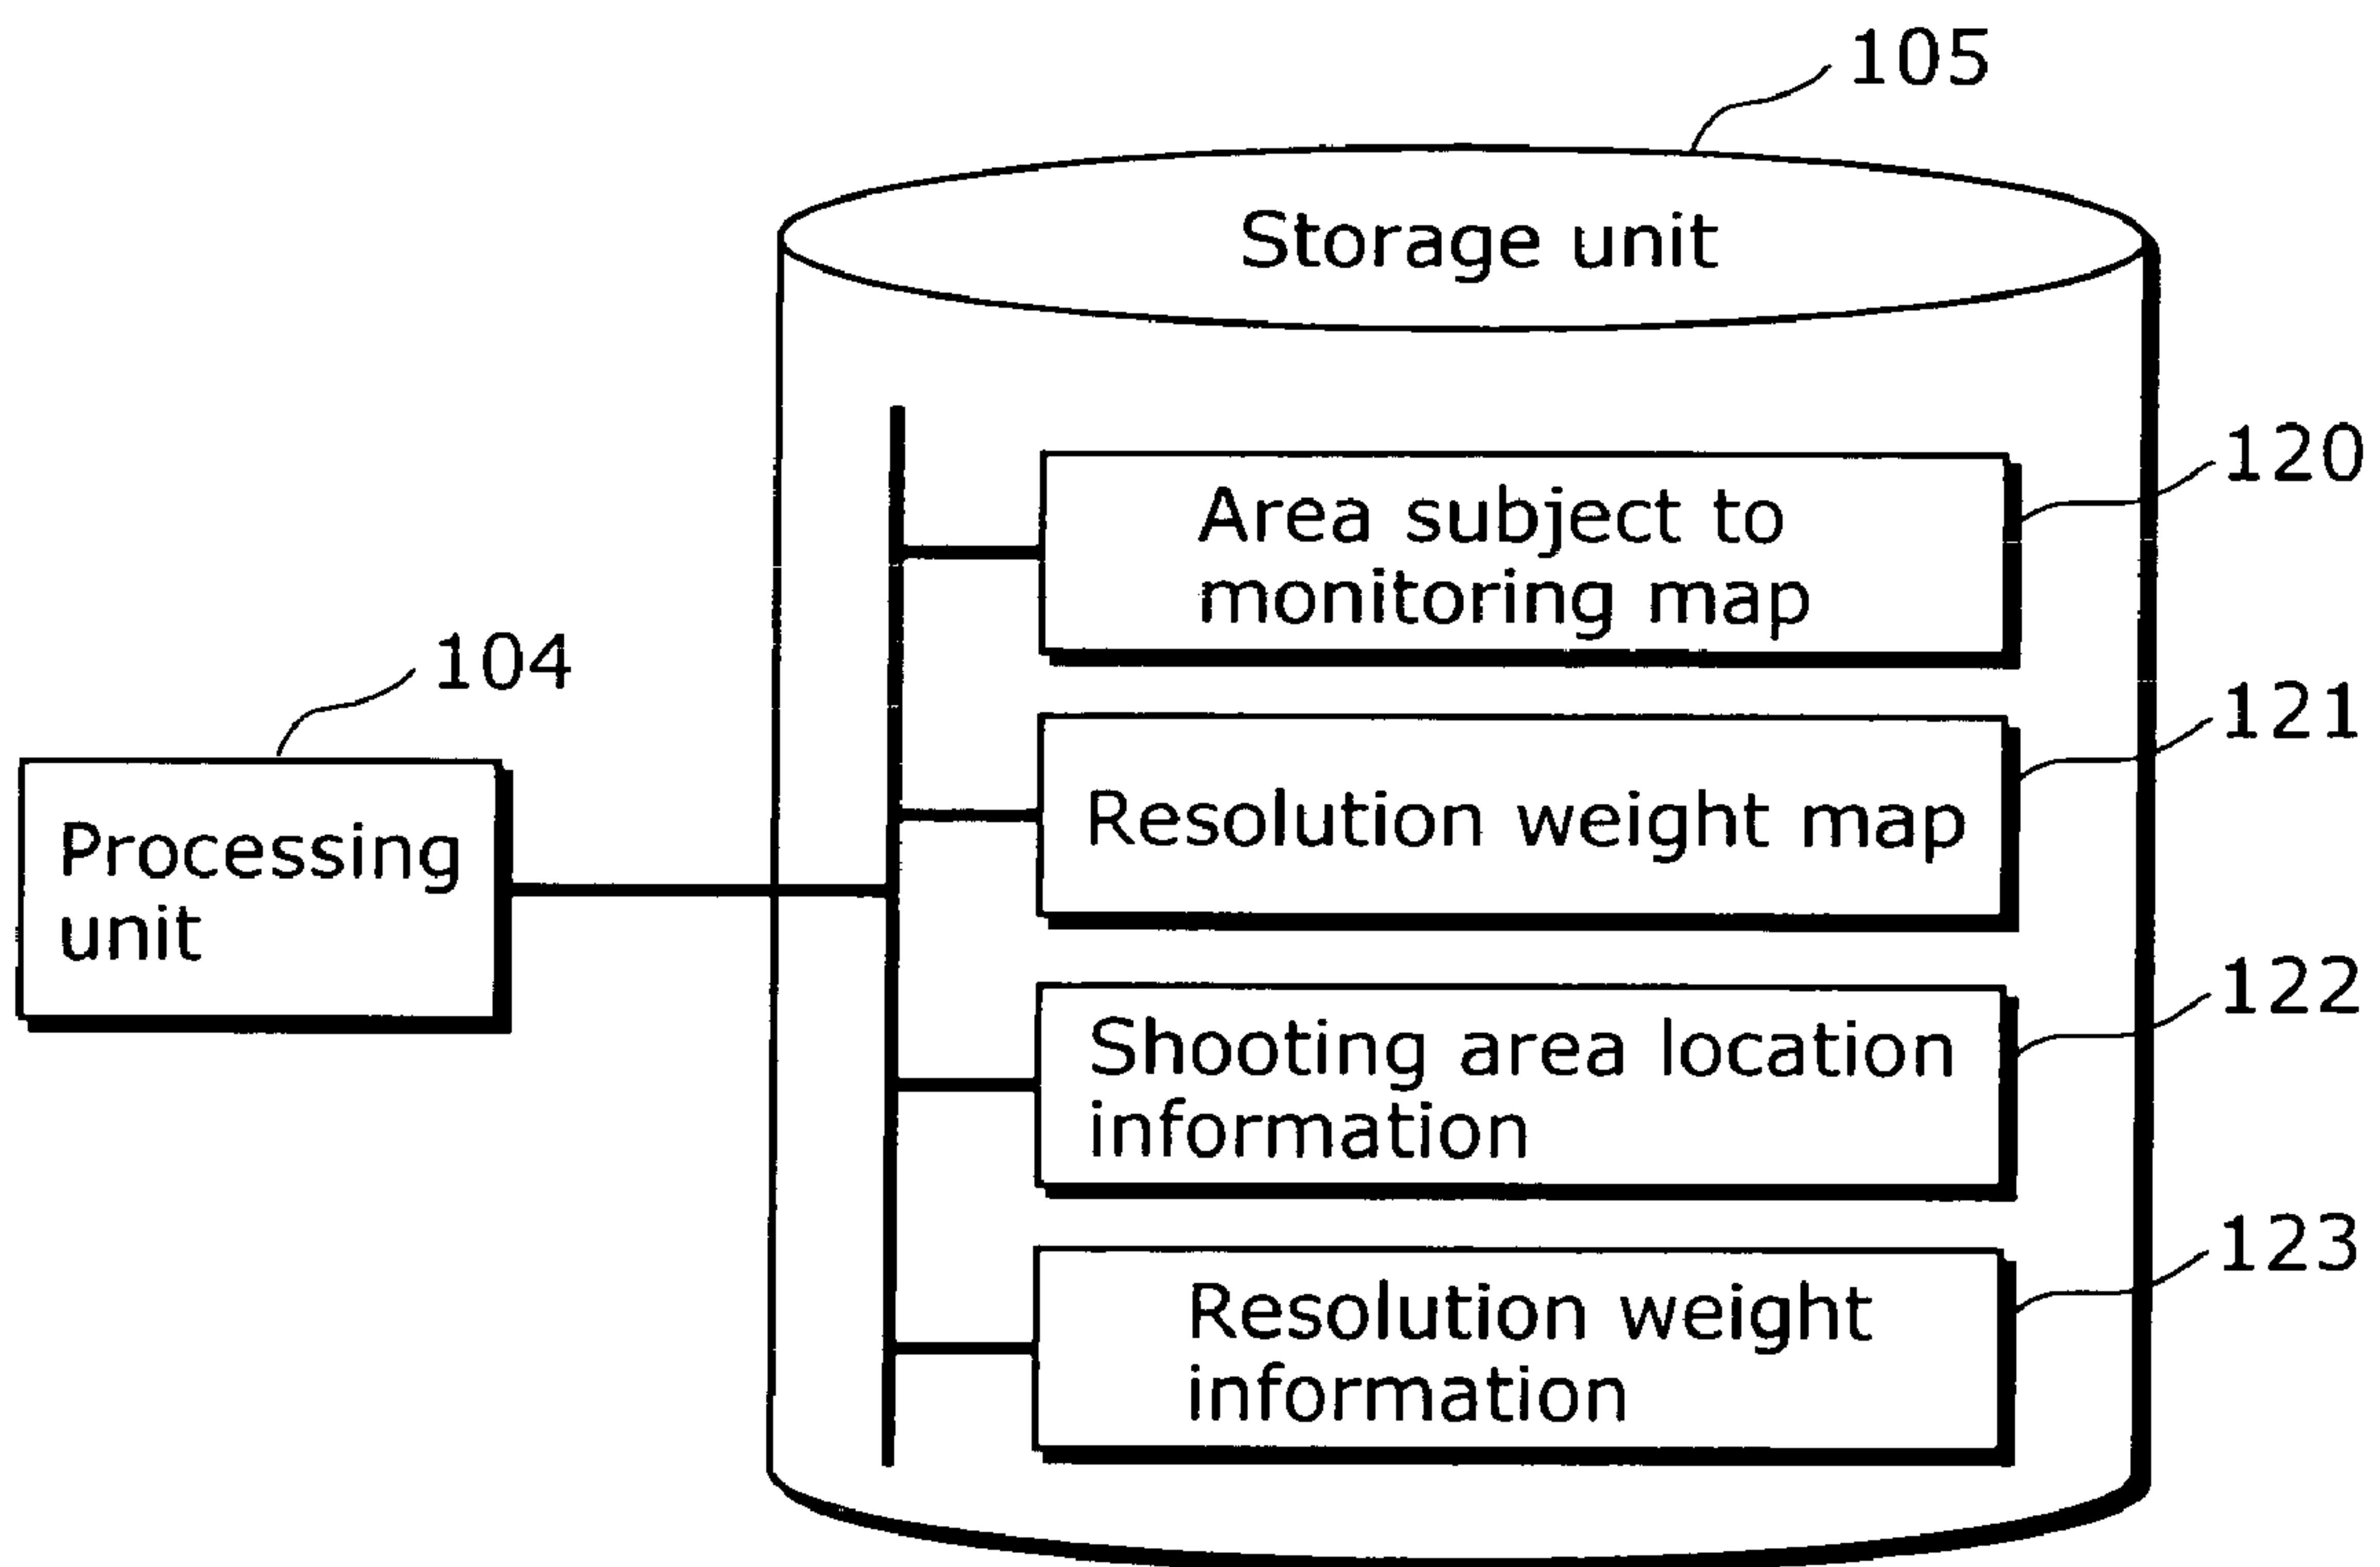 105
Storage unit
120
Area subject to
monitoring map
104
121
Processing
unit
Resolution weight map
122
Shooting area location
information
123
Resolution weight
information